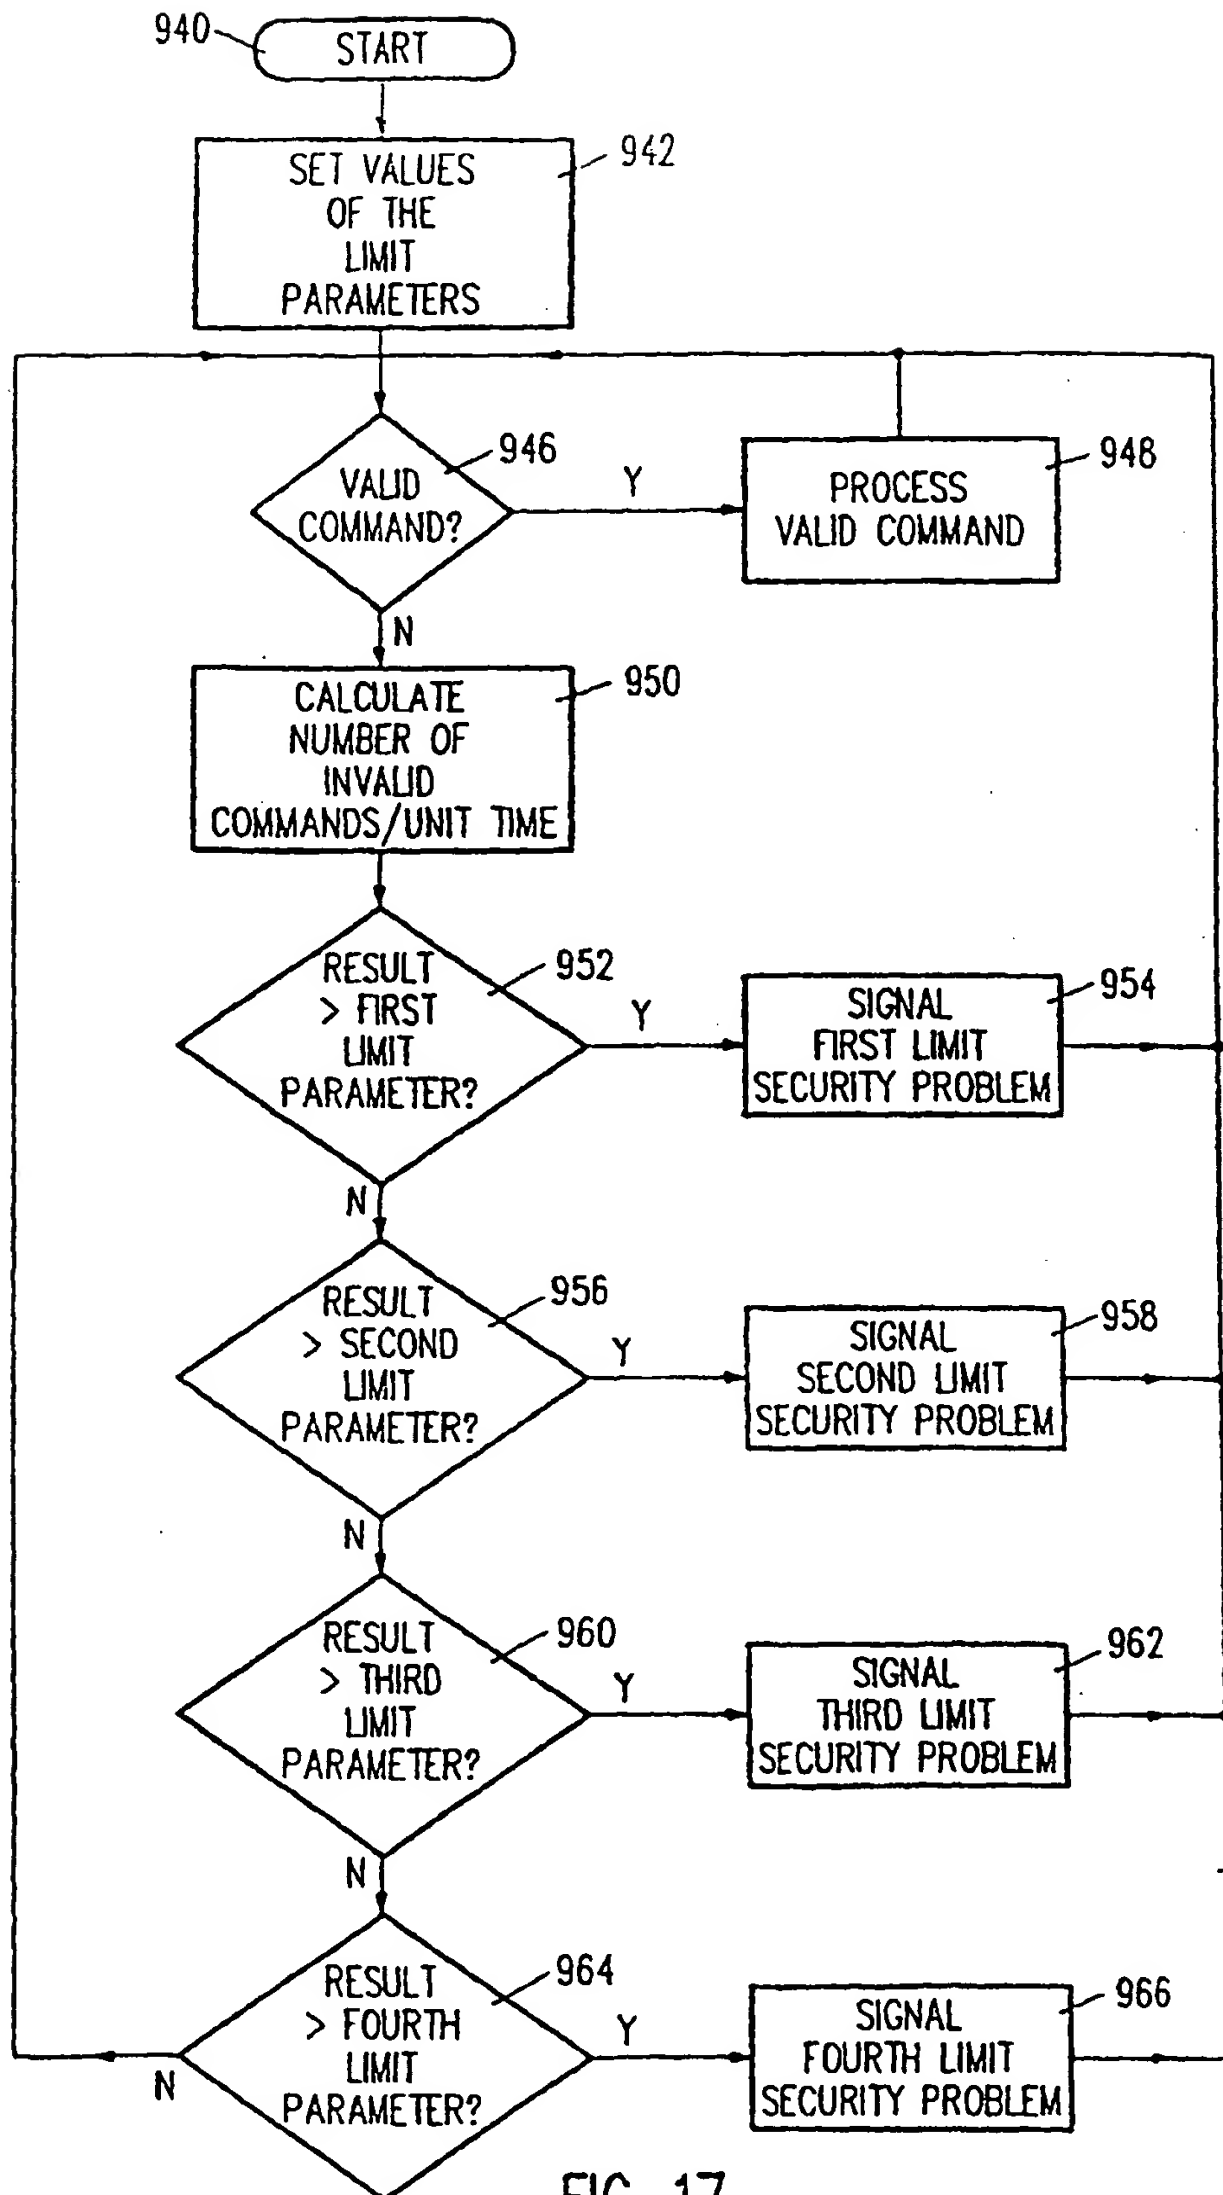 940
START
942
SET VALUES
OF THE
LIMIT
PARAMETERS
946
VALID
COMMAND?
Y
948
PROCESS
VALID COMMAND
N
950
CALCULATE
NUMBER OF
INVALID
COMMANDS/UNIT TIME
952
RESULT
> FIRST
LIMIT
PARAMETER?
Y
954
SIGNAL
FIRST LIMIT
SECURITY PROBLEM
N
956
RESULT
> SECOND
LIMIT
PARAMETER?
Y
958
SIGNAL
SECOND LIMIT
SECURITY PROBLEM
N
960
RESULT
> THIRD
LIMIT
PARAMETER?
Y
962
SIGNAL
THIRD LIMIT
SECURITY PROBLEM
N
964
RESULT
> FOURTH
LIMIT
PARAMETER?
N
Y
966
SIGNAL
FOURTH LIMIT
SECURITY PROBLEM
FIG. 17